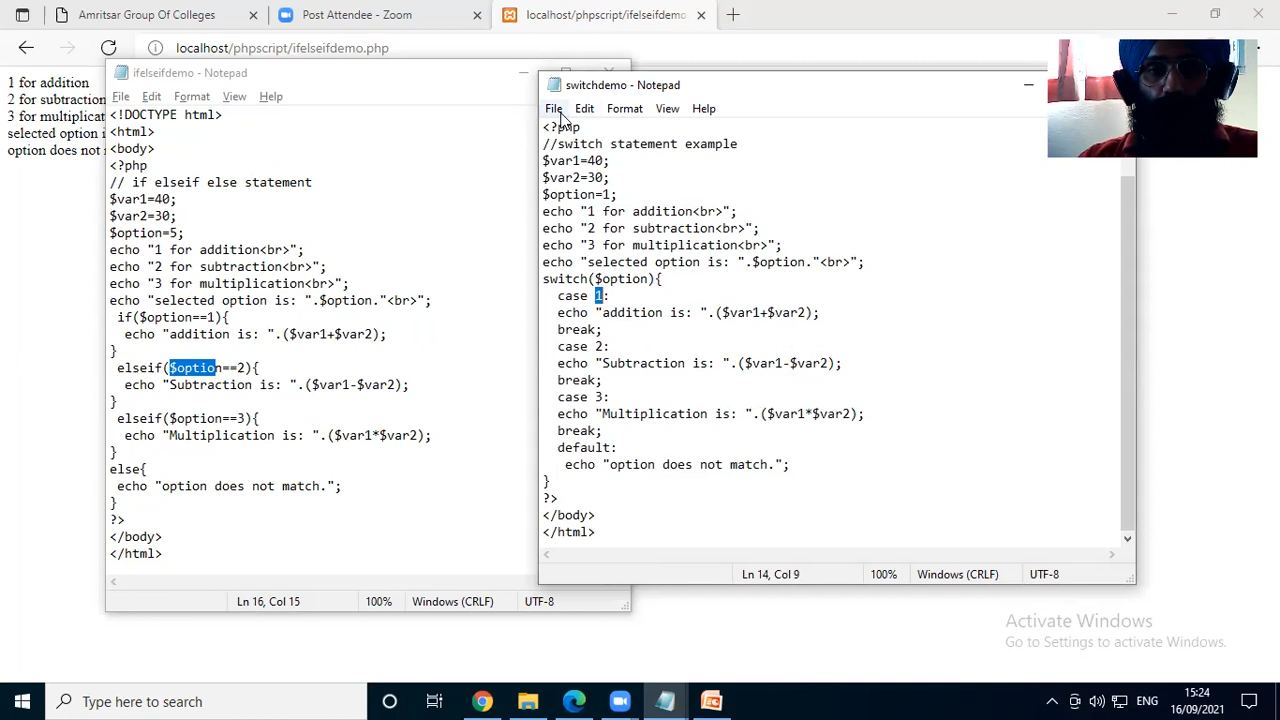 Amritsar Group Of Colleges
Post Attendee - Zoom
localhost/phpscript/ifelseifdemo
localhost/phpscript/ifelseifdemo.php
1 for addition
2 for subtraction
3 for multiplicat
selected option i
option does not
ifelseifdemo - Notepad
File Edit Format View Help
<!DOCTYPE html>
<html>
<body>
<?php
// if elseif else statement
$var1=40;
$var2=30;
$option=5;
echo "1 for addition<br>";
echo "2 for subtraction<br>";
echo "3 for multiplication<br>";
echo "selected option is: ".$option."<br>";
if($option==1){
echo "addition is: ".($var1+$var2);
}
elseif($option==2){
echo "Subtraction is: ".($var1-$var2);
}
elseif($option==3){
echo "Multiplication is: ".($var1*$var2);
}
else{
echo "option does not match.";
}
?>
</body>
</html>
Ln 16, Col 15 100% Windows (CRLF) UTF-8
switchdemo - Notepad
File Edit Format View Help
<?php
//switch statement example
$var1=40;
$var2=30;
$option=1;
echo "1 for addition<br>";
echo "2 for subtraction<br>";
echo "3 for multiplication<br>";
echo "selected option is: ".$option."<br>";
switch($option){
case 1:
echo "addition is: ".($var1+$var2);
break;
case 2:
echo "Subtraction is: ".($var1-$var2);
break;
case 3:
echo "Multiplication is: ".($var1*$var2);
break;
default:
echo "option does not match.";
}
?>
</body>
</html>
Ln 14, Col 9 100% Windows (CRLF) UTF-8
Activate Windows
Go to Settings to activate Windows.
Type here to search
ENG
15:24
16/09/2021